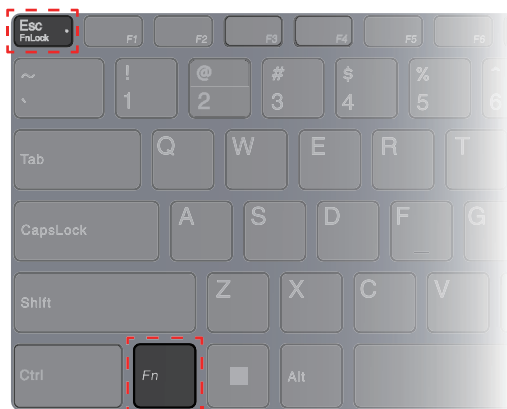 Esc
FnLock
F1 F2 F3 F4 F5 F6
~ ! @ # $ % ^
` 1 2 3 4 5 6
Tab Q W E R T
CapsLock A S D F G
Shift Z X C V
Ctrl Fn Alt